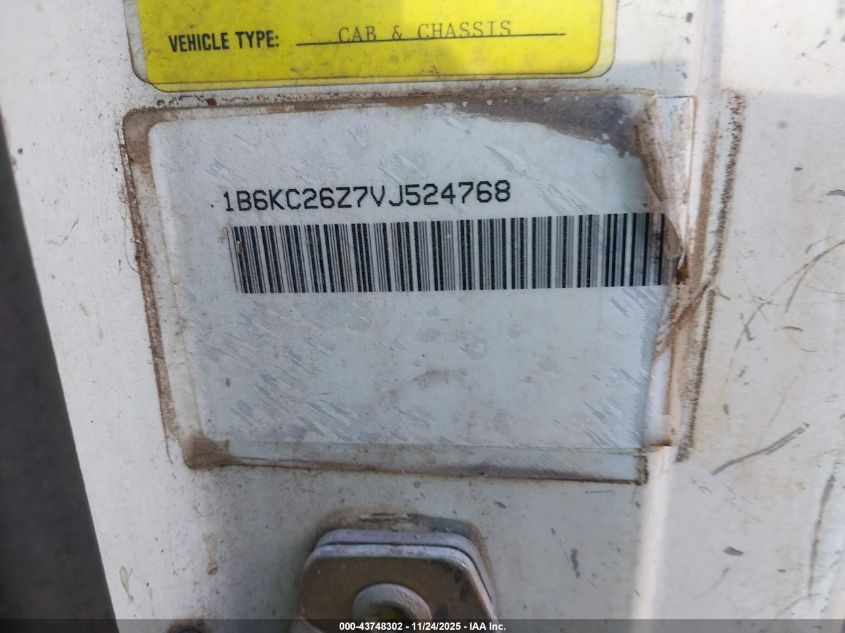 VEHICLE TYPE: CAB & CHASSIS
1B6KC26Z7VJ524768
000-43748302 - 11/24/2025 - IAA Inc.